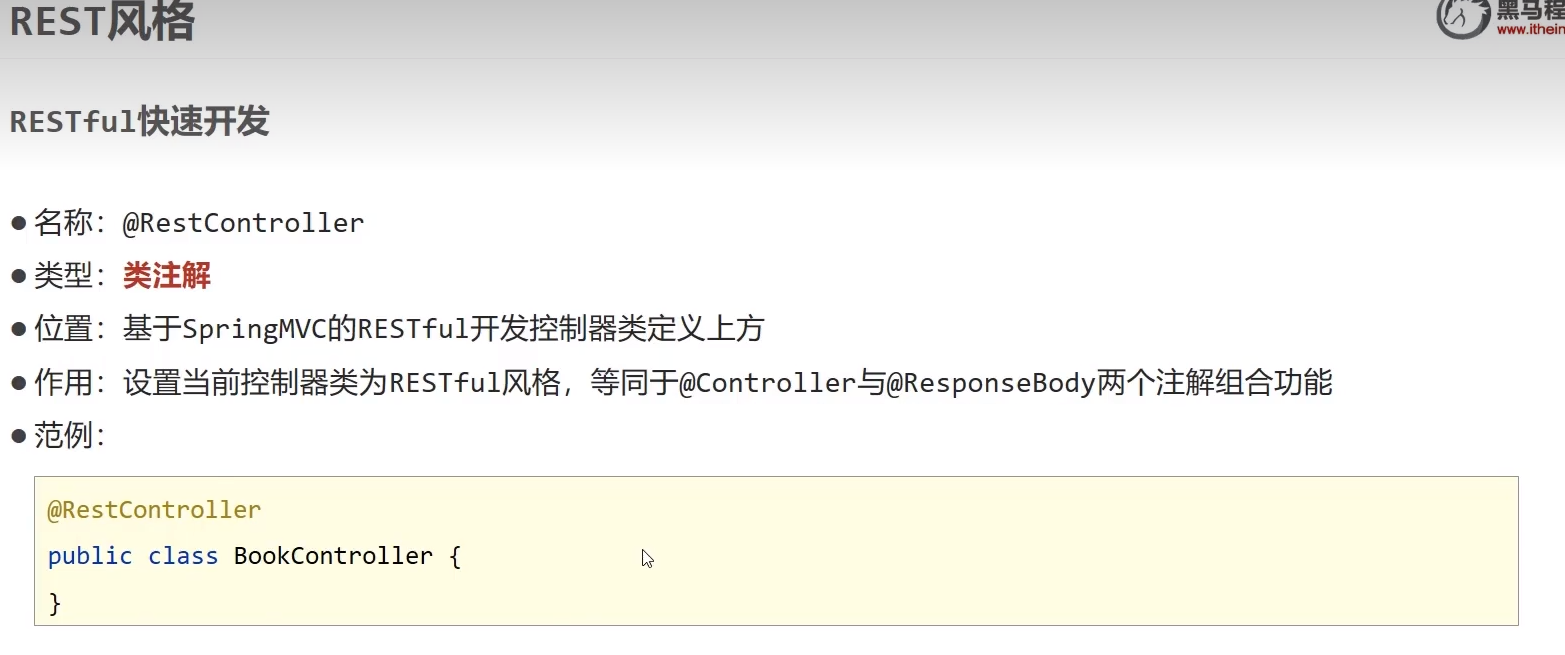 REST风格
黑马程
www.ithein
RESTful快速开发
● 名称：@RestController
● 类型：类注解
● 位置：基于SpringMVC的RESTful开发控制器类定义上方
● 作用：设置当前控制器类为RESTful风格，等同于@Controller与@ResponseBody两个注解组合功能
● 范例：
@RestController
public class BookController {
}